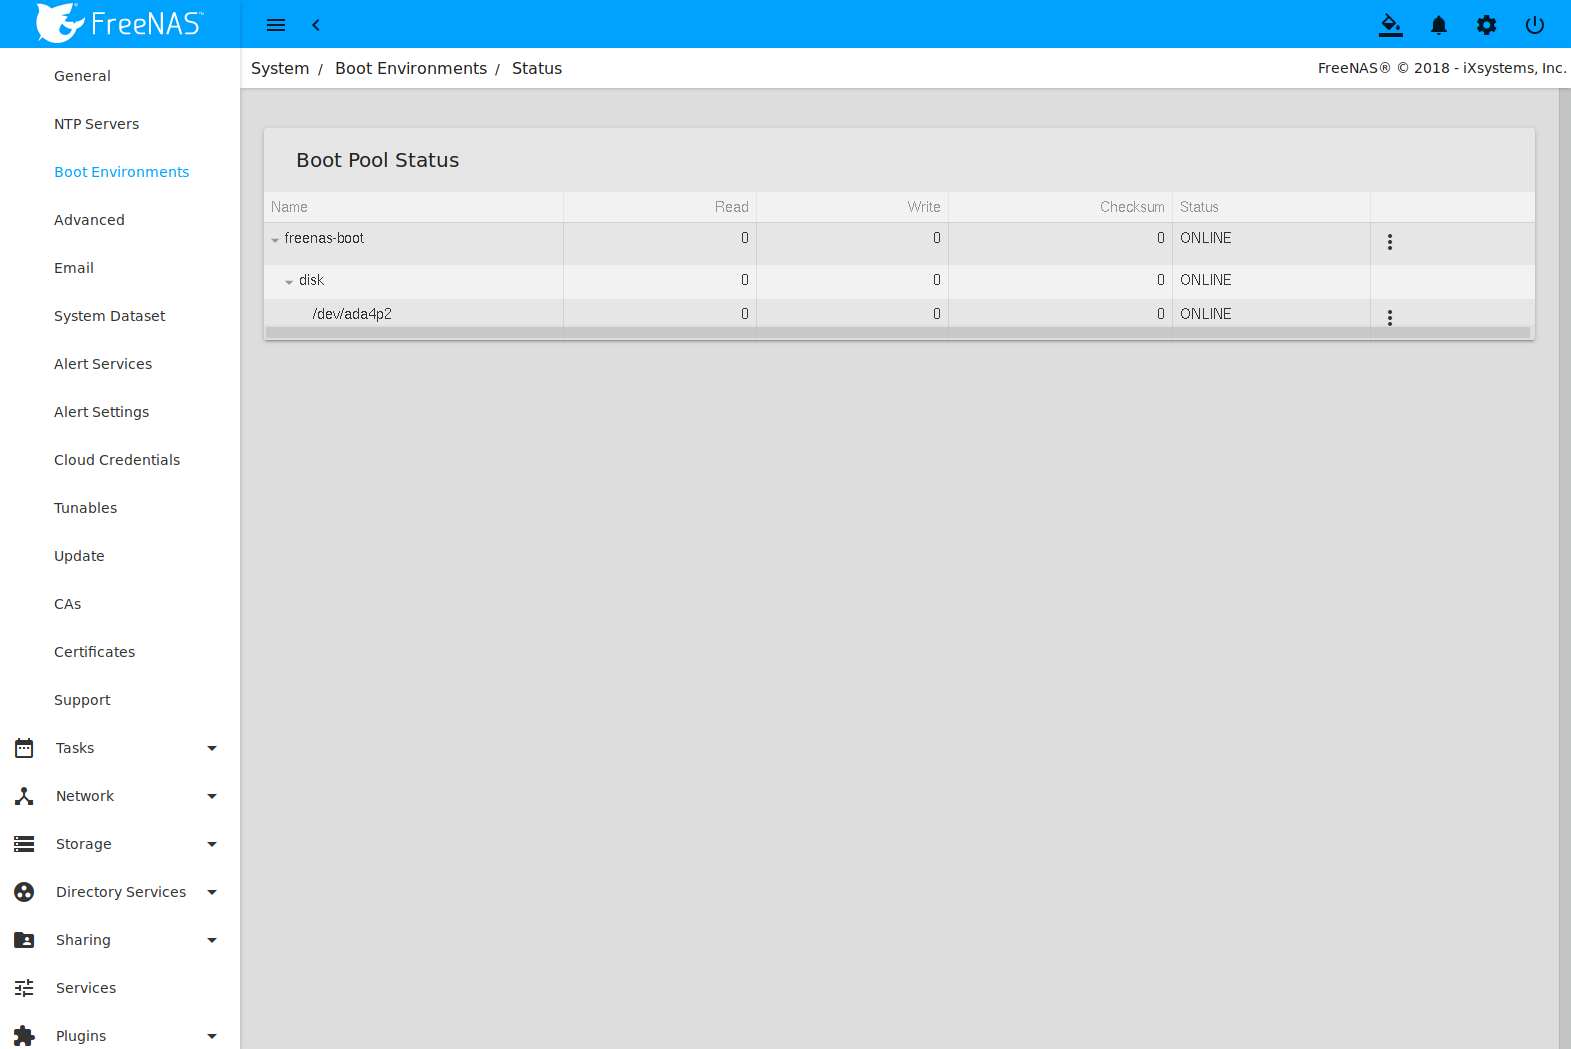 FreeNAS™
System / Boot Environments / Status
FreeNAS® © 2018 - iXsystems, Inc.
General
NTP Servers
Boot Environments
Advanced
Email
System Dataset
Alert Services
Alert Settings
Cloud Credentials
Tunables
Update
CAs
Certificates
Support
Tasks
Network
Storage
Directory Services
Sharing
Services
Plugins
Boot Pool Status
Name Read Write Checksum Status
freenas-boot 0 0 0 ONLINE
disk 0 0 0 ONLINE
/dev/ada4p2 0 0 0 ONLINE